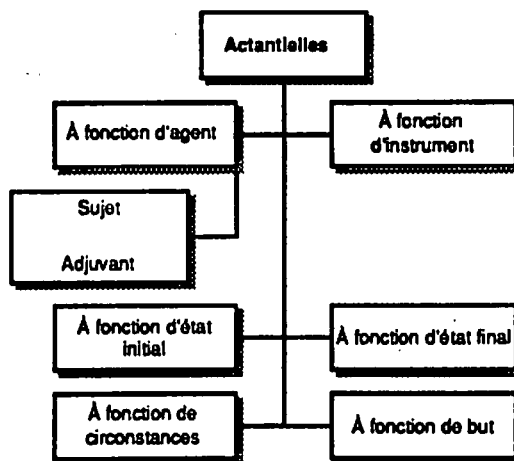 Actantielles
À fonction d'agent
À fonction
d'instrument
Sujet
Adjuvant
À fonction d'état
initial
À fonction d'état final
À fonction de
circonstances
À fonction de but